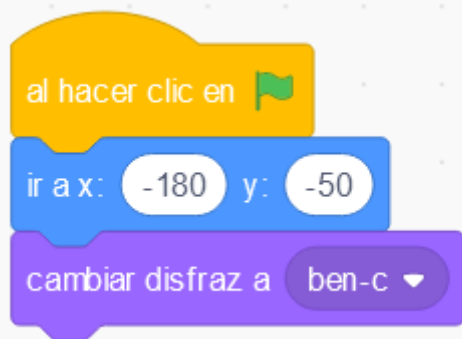 al hacer clic en
ir a x: -180 y: -50
cambiar disfraz a ben-c